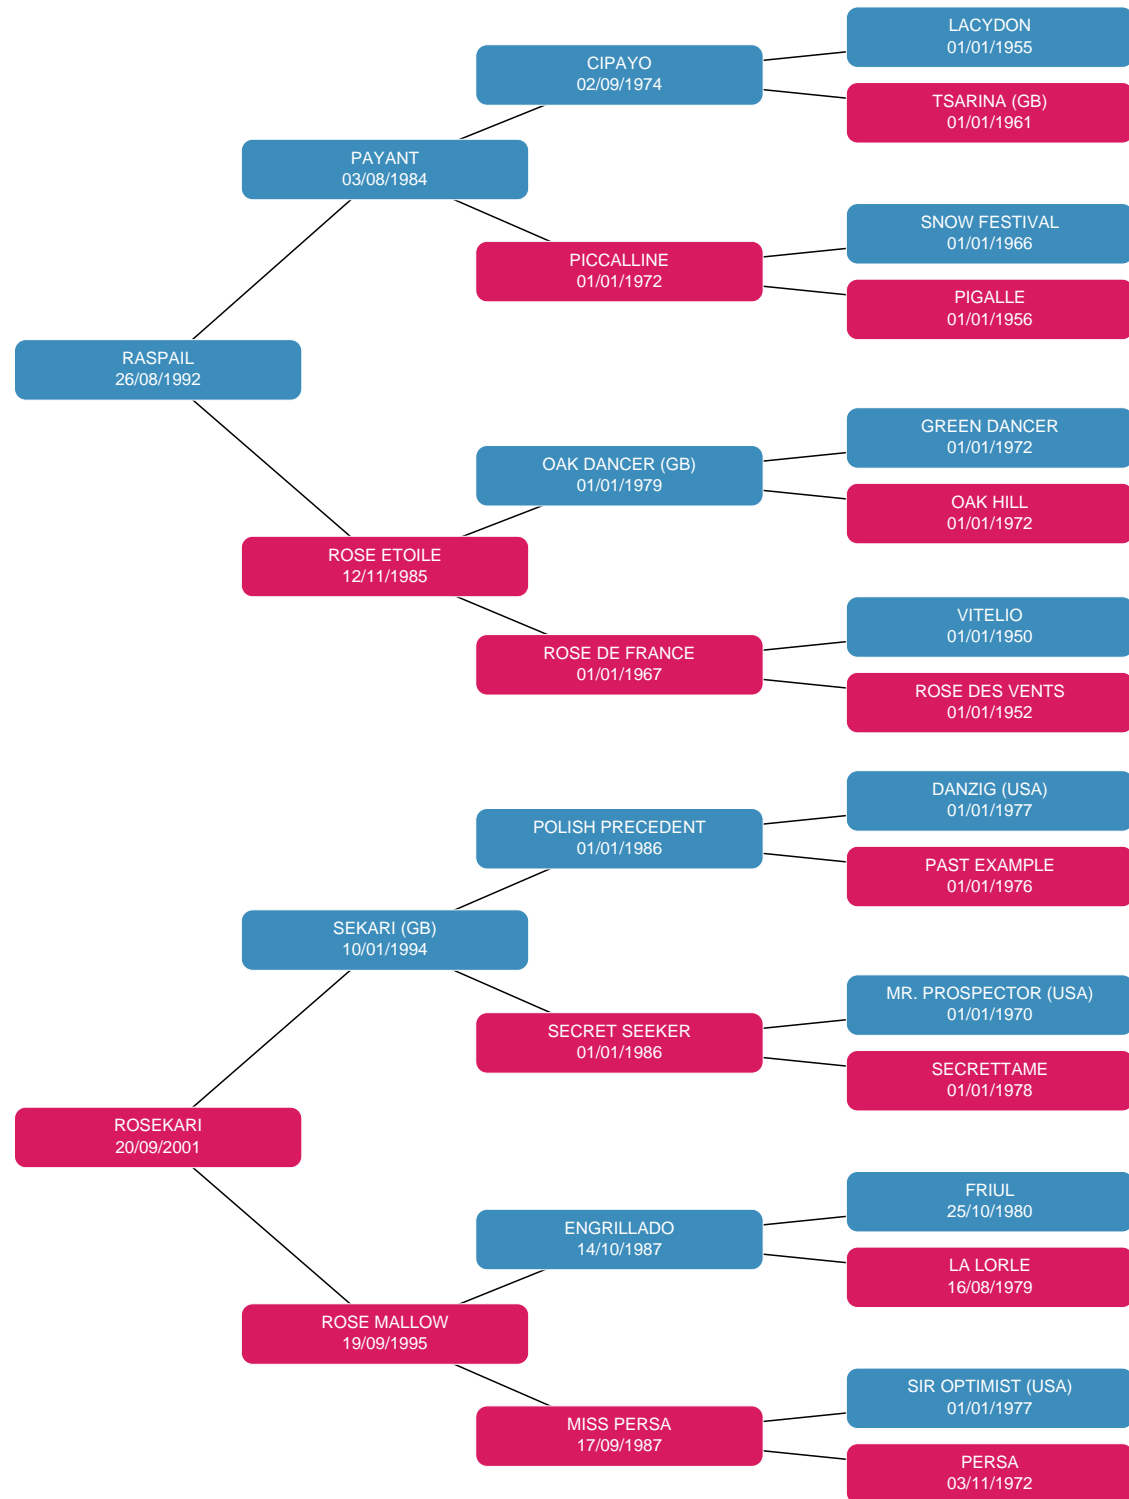 LACYDON
01/01/1955
CIPAYO
02/09/1974
TSARINA (GB)
01/01/1961
PAYANT
03/08/1984
SNOW FESTIVAL
01/01/1966
PICCALLINE
01/01/1972
PIGALLE
01/01/1956
RASPAIL
26/08/1992
GREEN DANCER
01/01/1972
OAK DANCER (GB)
01/01/1979
OAK HILL
01/01/1972
ROSE ETOILE
12/11/1985
VITELIO
01/01/1950
ROSE DE FRANCE
01/01/1967
ROSE DES VENTS
01/01/1952
DANZIG (USA)
01/01/1977
POLISH PRECEDENT
01/01/1986
PAST EXAMPLE
01/01/1976
SEKARI (GB)
10/01/1994
MR. PROSPECTOR (USA)
01/01/1970
SECRET SEEKER
01/01/1986
SECRETTAME
01/01/1978
ROSEKARI
20/09/2001
FRIUL
25/10/1980
ENGRILLADO
14/10/1987
LA LORLE
16/08/1979
ROSE MALLOW
19/09/1995
SIR OPTIMIST (USA)
01/01/1977
MISS PERSA
17/09/1987
PERSA
03/11/1972